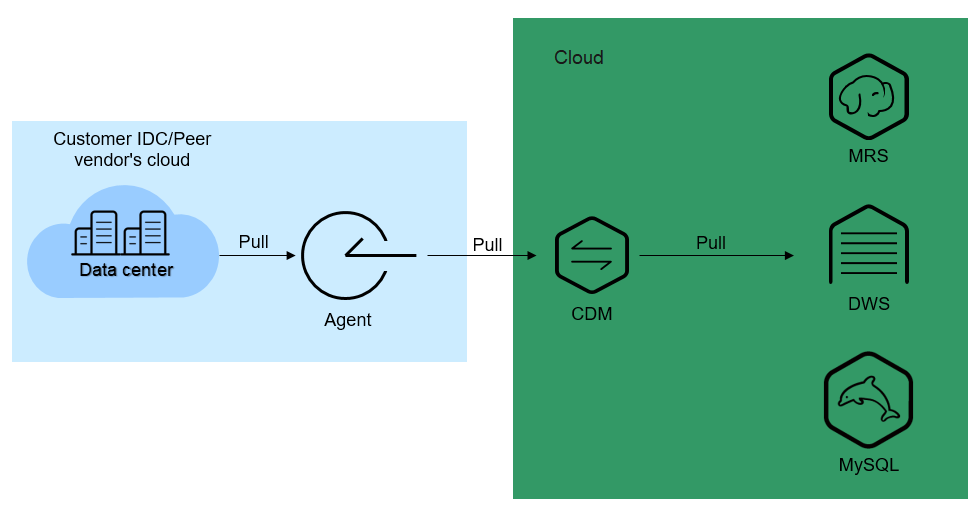 Customer IDC/Peer
vendor's cloud
Data center
Pull
Agent
Pull
Cloud
CDM
Pull
MRS
DWS
MySQL